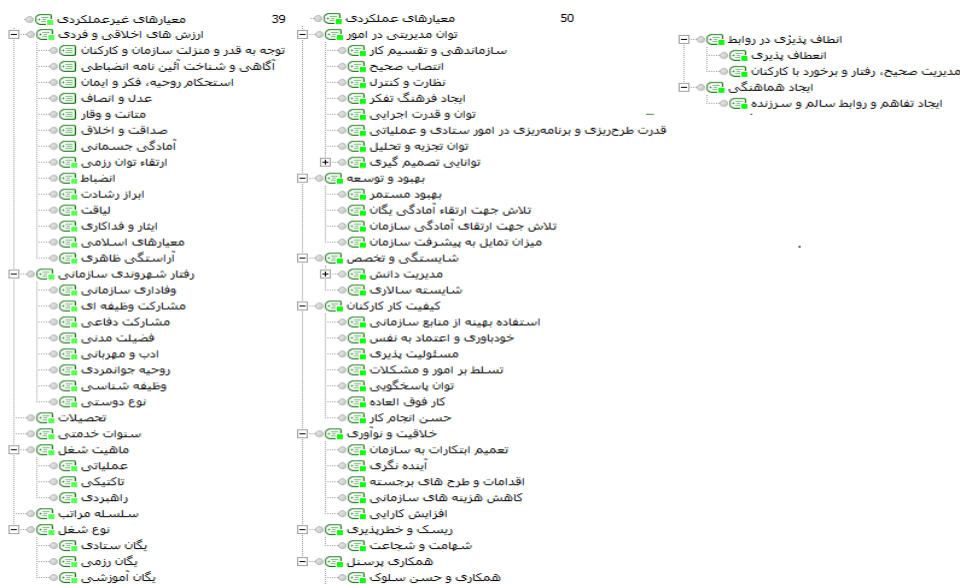 معیارهای غیرعملکردی 39
ارزش های اخلاقی و فردی
توجه به قدر و منزلت سازمان و کارکنان
آگاهی و شناخت آئین نامه انضباطی
استحکام روحیه، فکر و ایمان
عدل و انصاف
متانت و وقار
صداقت و اخلاق
آمادگی جسمانی
ارتقاء توان رزمی
انضباط
ابراز رشادت
لیاقت
ایثار و فداکاری
معیارهای اسلامی
آراستگی ظاهری
رفتار شهروندی سازمانی
وفاداری سازمانی
مشارکت وظیفه ای
مشارکت دفاعی
فضیلت مدنی
ادب و مهربانی
روحیه جوانمردی
وظیفه شناسی
نوع دوستی
تحصیلات
سنوات خدمتی
ماهیت شغل
عملیاتی
تاکتیکی
راهبردی
سلسله مراتب
نوع شغل
یگان ستادی
یگان رزمی
یگان آموزشی
معیارهای عملکردی 50
توان مدیریتی در امور
سازماندهی و تقسیم کار
انتصاب صحیح
نظارت و کنترل
ایجاد فرهنگ تفکر
توان و قدرت اجرایی
قدرت طرح‌ریزی و برنامه‌ریزی در امور ستادی و عملیاتی
توان تجزیه و تحلیل
توانایی تصمیم گیری
بهبود و توسعه
بهبود مستمر
تلاش جهت ارتقاء آمادگی یگان
تلاش جهت ارتقای آمادگی سازمان
میزان تمایل به پیشرفت سازمان
شایستگی و تخصص
مدیریت دانش
شایسته سالاری
کیفیت کار کارکنان
استفاده بهینه از منابع سازمانی
خودباوری و اعتماد به نفس
مسئولیت پذیری
تسلط بر امور و مشکلات
توان پاسخگویی
کار فوق العاده
حسن انجام کار
خلاقیت و نوآوری
تعمیم ابتکارات به سازمان
آینده نگری
اقدامات و طرح های برجسته
کاهش هزینه های سازمانی
افزایش کارایی
ریسک و خطرپذیری
شهامت و شجاعت
همکاری پرسنل
همکاری و حسن سلوک
انطاف پذیژی در روابط
انعطاف پذیری
مدیریت صحیح، رفتار و برخورد با کارکنان
ایجاد هماهنگی
ایجاد تفاهم و روابط سالم و سرزنده